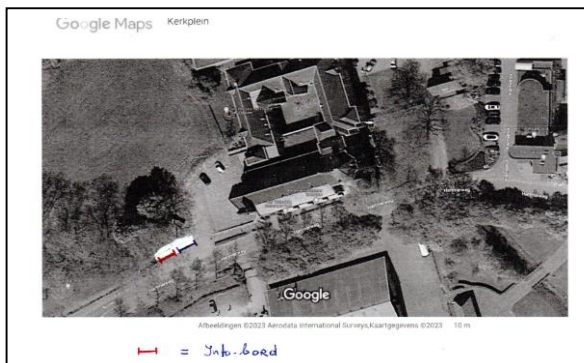 Google Maps Kerkplein
Google
Afbeeldingen ©2023 Aerodata International Surveys,Kaartgegevens ©2023 10 m
= Info-bord